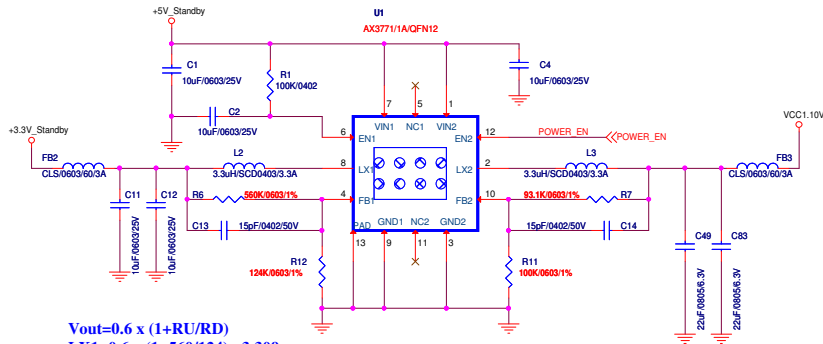 +5V_Standby
U1
AX3771/1A/QFN12
C1
10uF/0603/25V
R1
100K/0402
C4
10uF/0603/25V
C2
10uF/0603/25V
7
5
1
VIN1
NC1
VIN2
+3.3V_Standby
6
EN1
EN2
12
POWER_EN
POWER_EN
VCC1.10V
FB2
CLS/0603/60/3A
L2
3.3uH/SCD0403/3.3A
8
LX1
LX2
2
L3
3.3uH/SCD0403/3.3A
FB3
CLS/0603/60/3A
C11
10uF/0603/25V
C12
10uF/0603/25V
R6
560K/0603/1%
4
FB1
FB2
10
93.1K/0603/1%
R7
C13
15pF/0402/50V
PAD
GND1
NC2
GND2
15pF/0402/50V
C14
13
9
11
3
R12
124K/0603/1%
R11
100K/0603/1%
C49
22uF/0805/6.3V
C83
22uF/0805/6.3V
Vout=0.6 x (1+RU/RD)